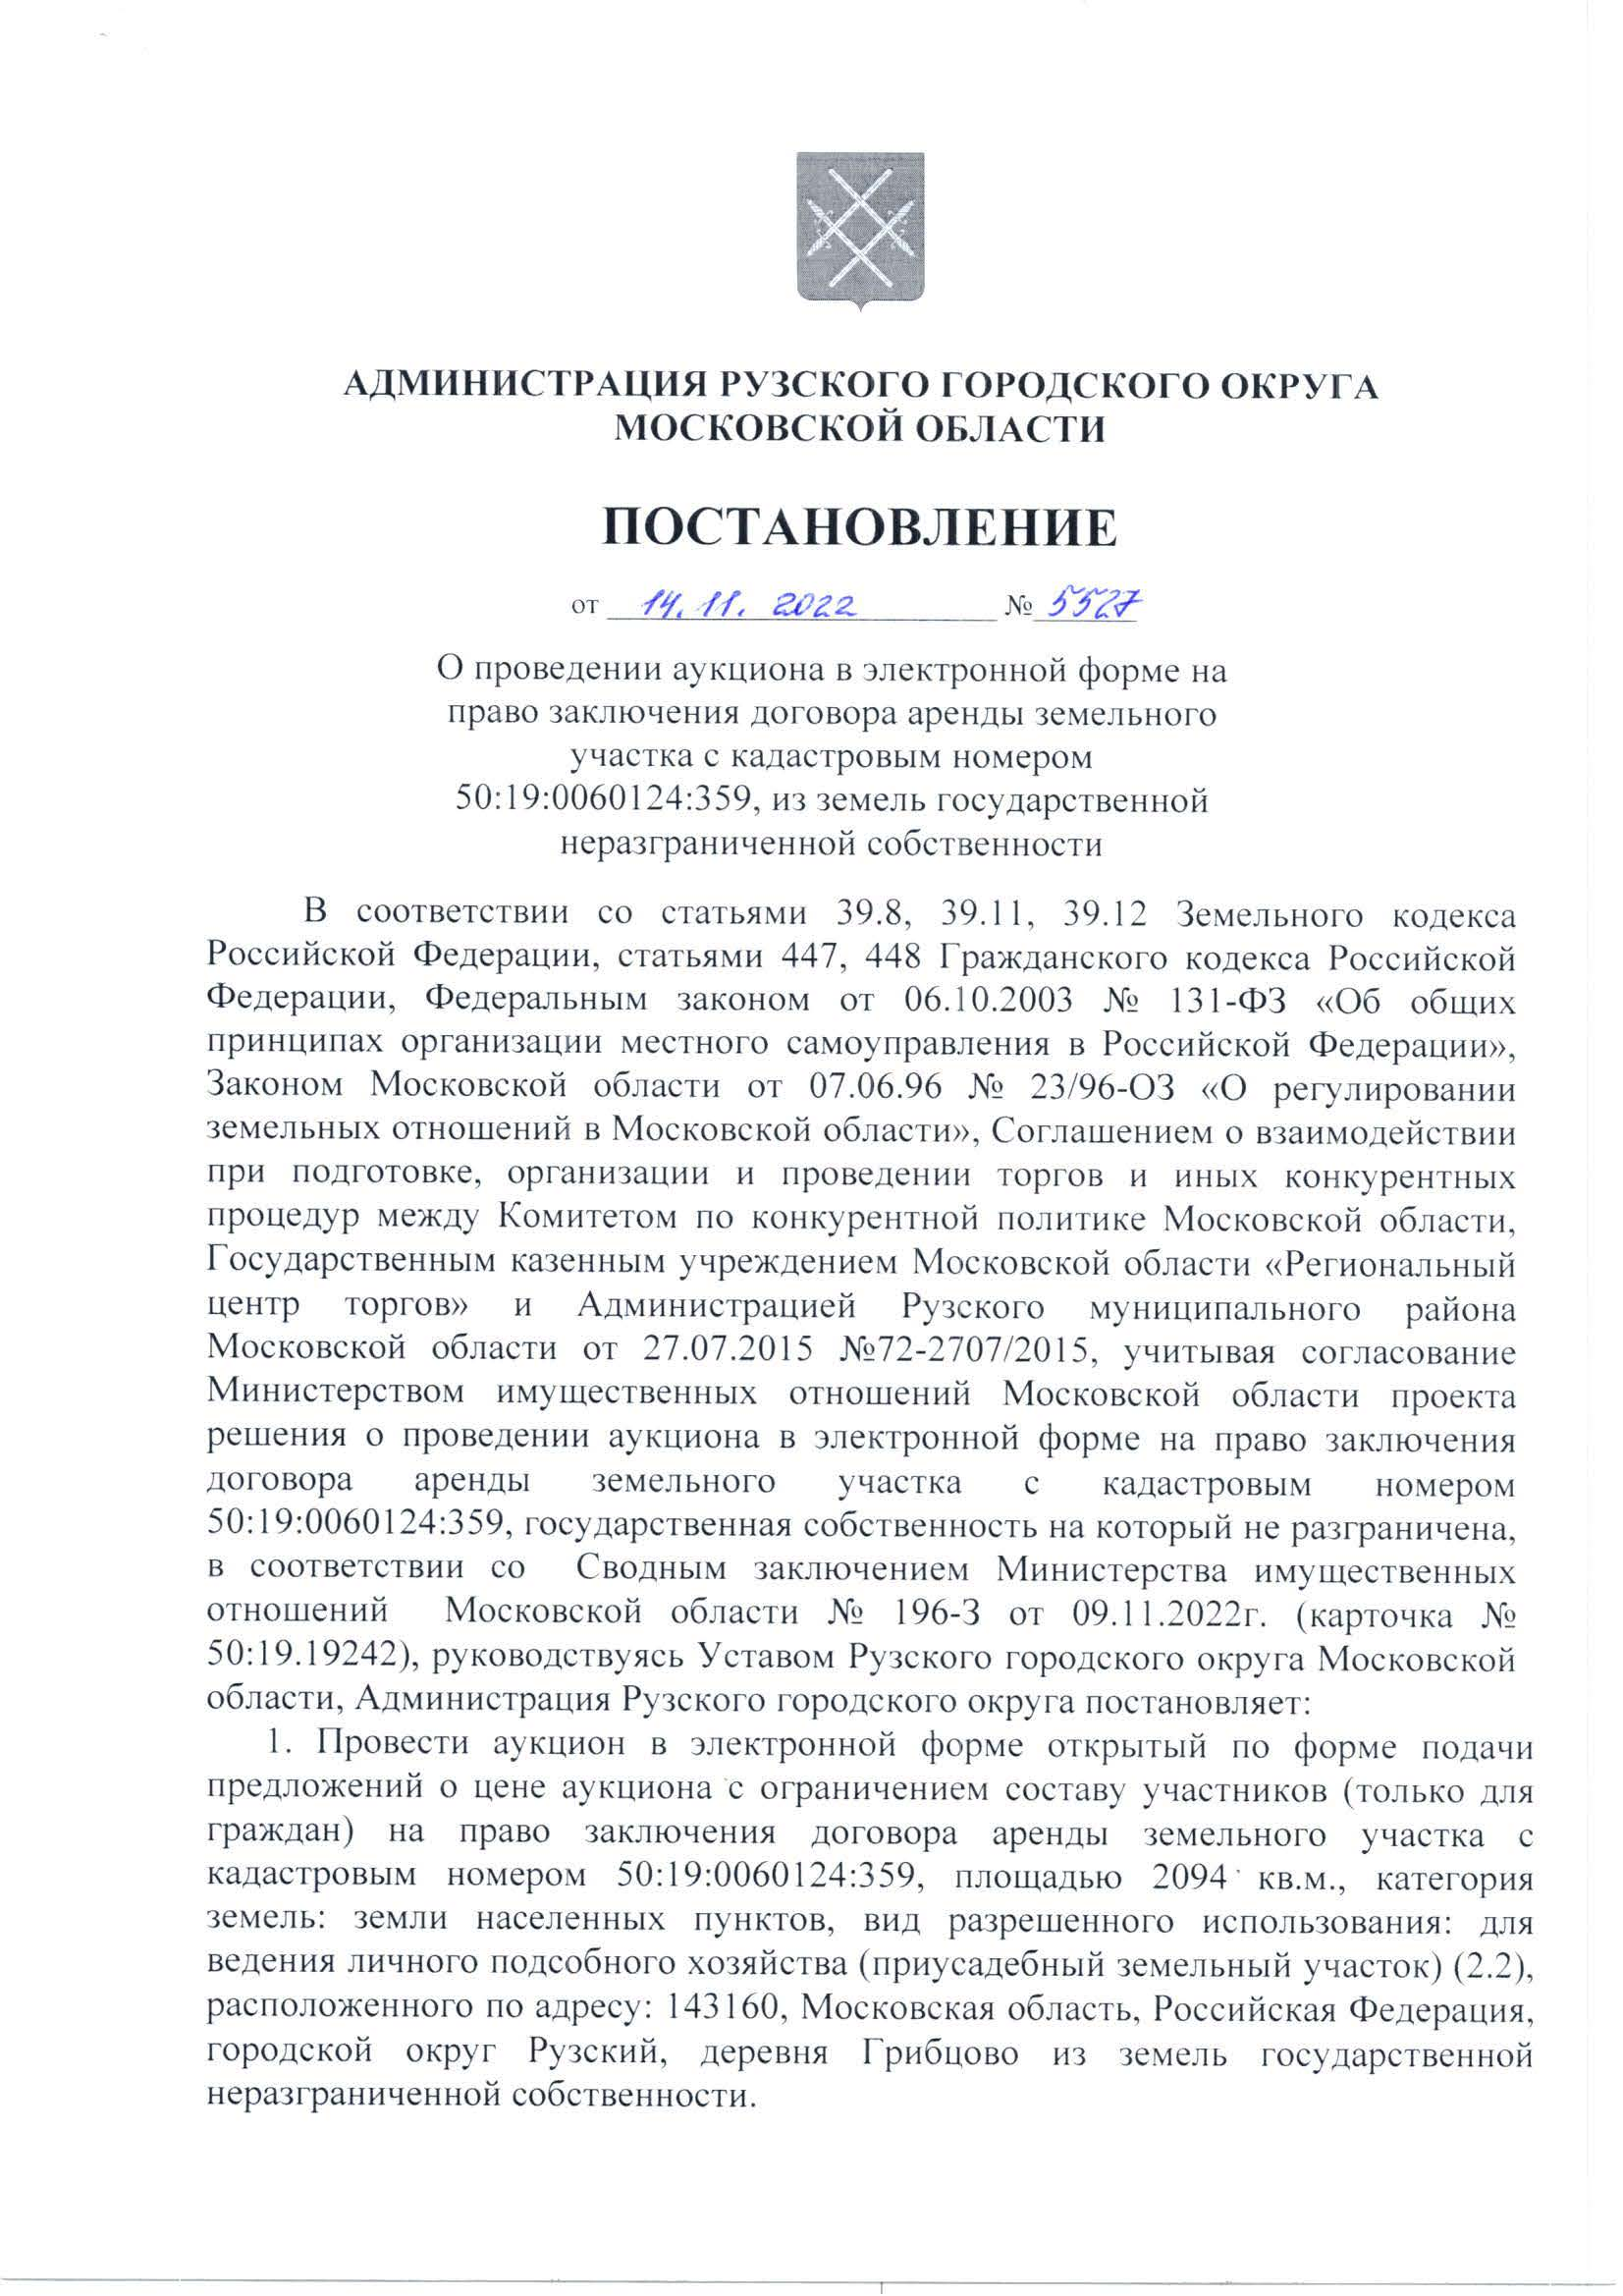 АДМИНИСТРАЦИЯ РУЗСКОГО ГОРОДСКОГО ОКРУГА
МОСКОВСКОЙ ОБЛАСТИ
ПОСТАНОВЛЕНИЕ
от 14.11.2022 № 5527
О проведении аукциона в электронной форме на
право заключения договора аренды земельного
участка с кадастровым номером
50:19:0060124:359, из земель государственной
неразграниченной собственности
В соответствии со статьями 39.8, 39.11, 39.12 Земельного кодекса
Российской Федерации, статьями 447, 448 Гражданского кодекса Российской
Федерации, Федеральным законом от 06.10.2003 № 131-ФЗ «Об общих
принципах организации местного самоуправления в Российской Федерации»,
Законом Московской области от 07.06.96 № 23/96-ОЗ «О регулировании
земельных отношений в Московской области», Соглашением о взаимодействии
при подготовке, организации и проведении торгов и иных конкурентных
процедур между Комитетом по конкурентной политике Московской области,
Государственным казенным учреждением Московской области «Региональный
центр торгов» и Администрацией Рузского муниципального района
Московской области от 27.07.2015 №72-2707/2015, учитывая согласование
Министерством имущественных отношений Московской области проекта
решения о проведении аукциона в электронной форме на право заключения
договора аренды земельного участка с кадастровым номером
50:19:0060124:359, государственная собственность на который не разграничена,
в соответствии со Сводным заключением Министерства имущественных
отношений Московской области № 196-З от 09.11.2022г. (карточка №
50:19.19242), руководствуясь Уставом Рузского городского округа Московской
области, Администрация Рузского городского округа постановляет:
1. Провести аукцион в электронной форме открытый по форме подачи
предложений о цене аукциона с ограничением составу участников (только для
граждан) на право заключения договора аренды земельного участка с
кадастровым номером 50:19:0060124:359, площадью 2094 кв.м., категория
земель: земли населенных пунктов, вид разрешенного использования: для
ведения личного подсобного хозяйства (приусадебный земельный участок) (2.2),
расположенного по адресу: 143160, Московская область, Российская Федерация,
городской округ Рузский, деревня Грибцово из земель государственной
неразграниченной собственности.